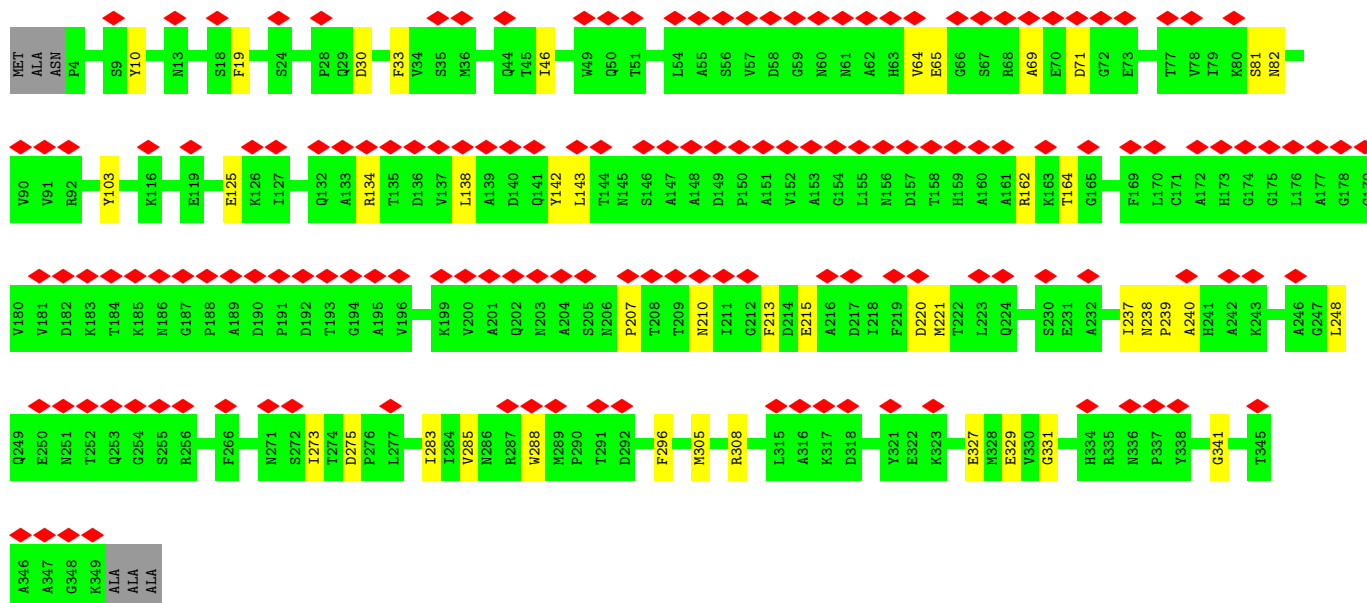 MET ALA ASN P4 S9 Y10 N13 S18 F19 S24 P28 Q29 D30 F33 V34 S35 M36 Q44 T45 I46 W49 Q50 T51 L54 A55 S56 V57 D58 G59 N60 N61 A62 H63 V64 E65 G66 S67 R68 A69 E70 D71 G72 E73 T77 V78 I79 K80 S81 N82
V90 V91 R92 Y103 K116 E119 E125 K126 I127 Q132 A133 R134 T135 D136 V137 L138 A139 D140 Q141 Y142 L143 T144 N145 S146 A147 A148 D149 P150 A151 V152 A153 G154 L155 N156 D157 T158 H159 A160 A161 R162 K163 T164 G165 F169 L170 C171 A172 H173 G174 G175 L176 A177 G178 G179
V180 V181 D182 K183 T184 K185 N186 G187 P188 A189 D190 P191 D192 T193 G194 A195 V196 K199 V200 A201 Q202 N203 A204 S205 N206 P207 T208 T209 N210 I211 G212 F213 D214 E215 A216 D217 I218 F219 D220 M221 T222 L223 Q224 S230 E231 A232 I237 N238 P239 A240 H241 A242 K243 A246 G247 L248
Q249 E250 N251 T252 Q253 G254 S255 R256 F266 N271 S272 I273 T274 D275 P276 L277 I283 I284 V285 N286 R287 W288 M289 P290 T291 D292 F296 M305 R308 L315 A316 K317 D318 Y321 E322 K323 E327 M328 E329 V330 G331 H334 R335 N336 P337 Y338 G341 T345
A346 A347 G348 K349 ALA ALA ALA